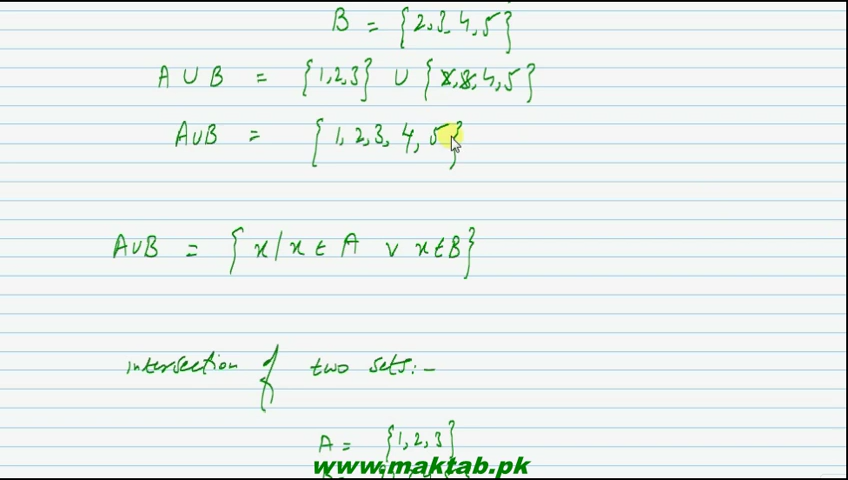 B = {2,3,4,5}
A ∪ B = {1,2,3} ∪ {2,3,4,5}
A∪B = {1,2,3,4,5}
A∪B = {x/x ∈ A ∨ x∈B}
intersection of two sets:-
A = {1,2,3}
www.maktab.pk